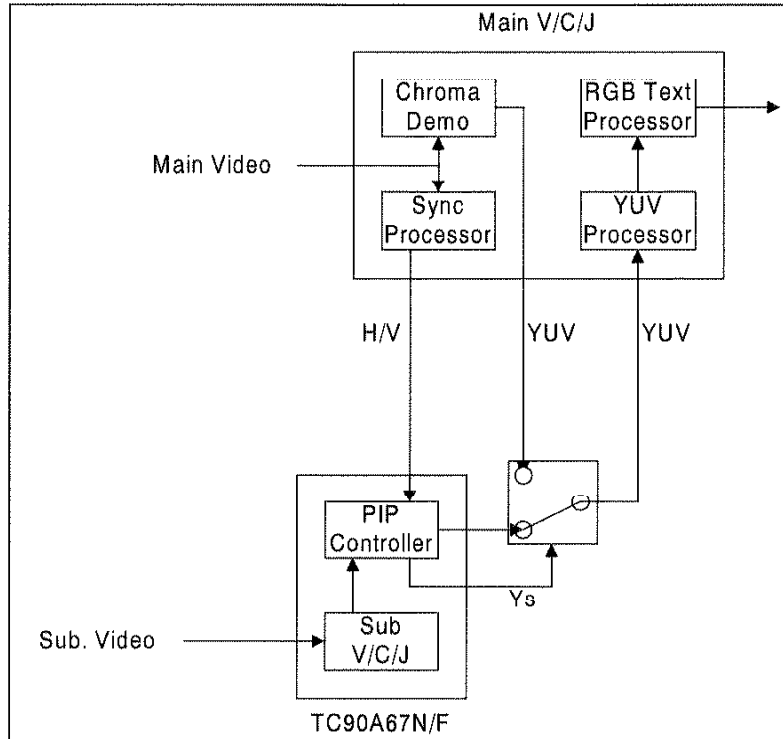 Main V/C/J
Chroma
Demo
RGB Text
Processor
Main Video
Sync
Processor
YUV
Processor
H/V
YUV
YUV
PIP
Controller
Ys
Sub. Video
Sub
V/C/J
TC90A67N/F